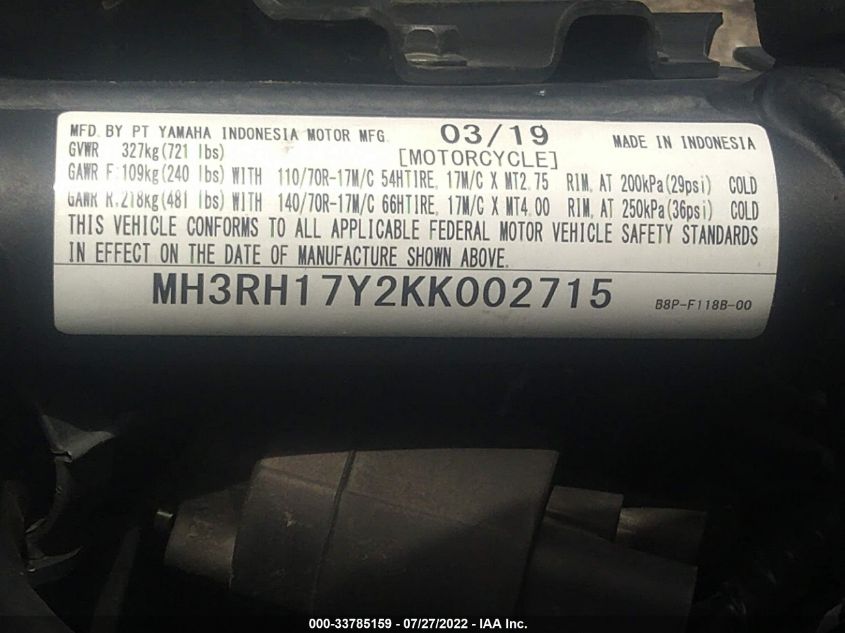 MFD. BY PT YAMAHA INDONESIA MOTOR MFG. 03/19 MADE IN INDONESIA
GVWR 327kg(721 lbs) [MOTORCYCLE]
GAWR F:109kg(240 lbs) WITH 110/70R-17M/C 54HTIRE, 17M/C X MT2.75 RIM, AT 200kPa(29psi) COLD
GAWR R:218kg(481 lbs) WITH 140/70R-17M/C 66HTIRE, 17M/C X MT4.00 RIM, AT 250kPa(36psi) COLD
THIS VEHICLE CONFORMS TO ALL APPLICABLE FEDERAL MOTOR VEHICLE SAFETY STANDARDS
IN EFFECT ON THE DATE OF MANUFACTURE SHOWN ABOVE.
MH3RH17Y2KK002715 B8P-F118B-00
000-33785159 - 07/27/2022 - IAA Inc.